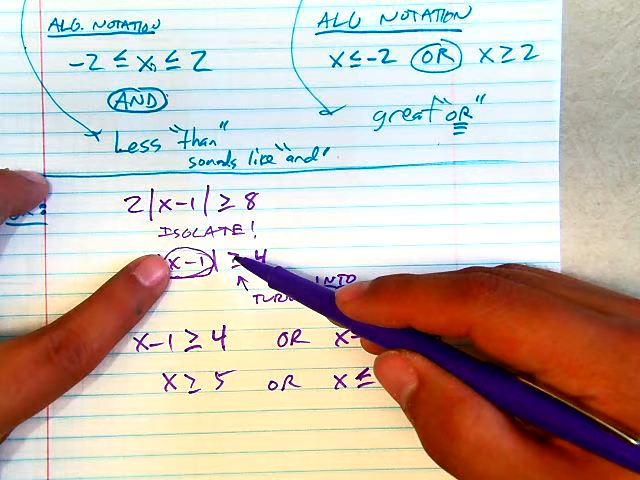 ALG. NOTATION
-2 ≤ x ≤ 2
AND
Less "than"
sounds like "and"
ALG NOTATION
x ≤ -2 OR x ≥ 2
great "OR"
2|x-1| ≥ 8
ISOLATE!
x-1| ≥ 4
INTO
x-1 ≥ 4 OR x-
x ≥ 5 OR x ≤